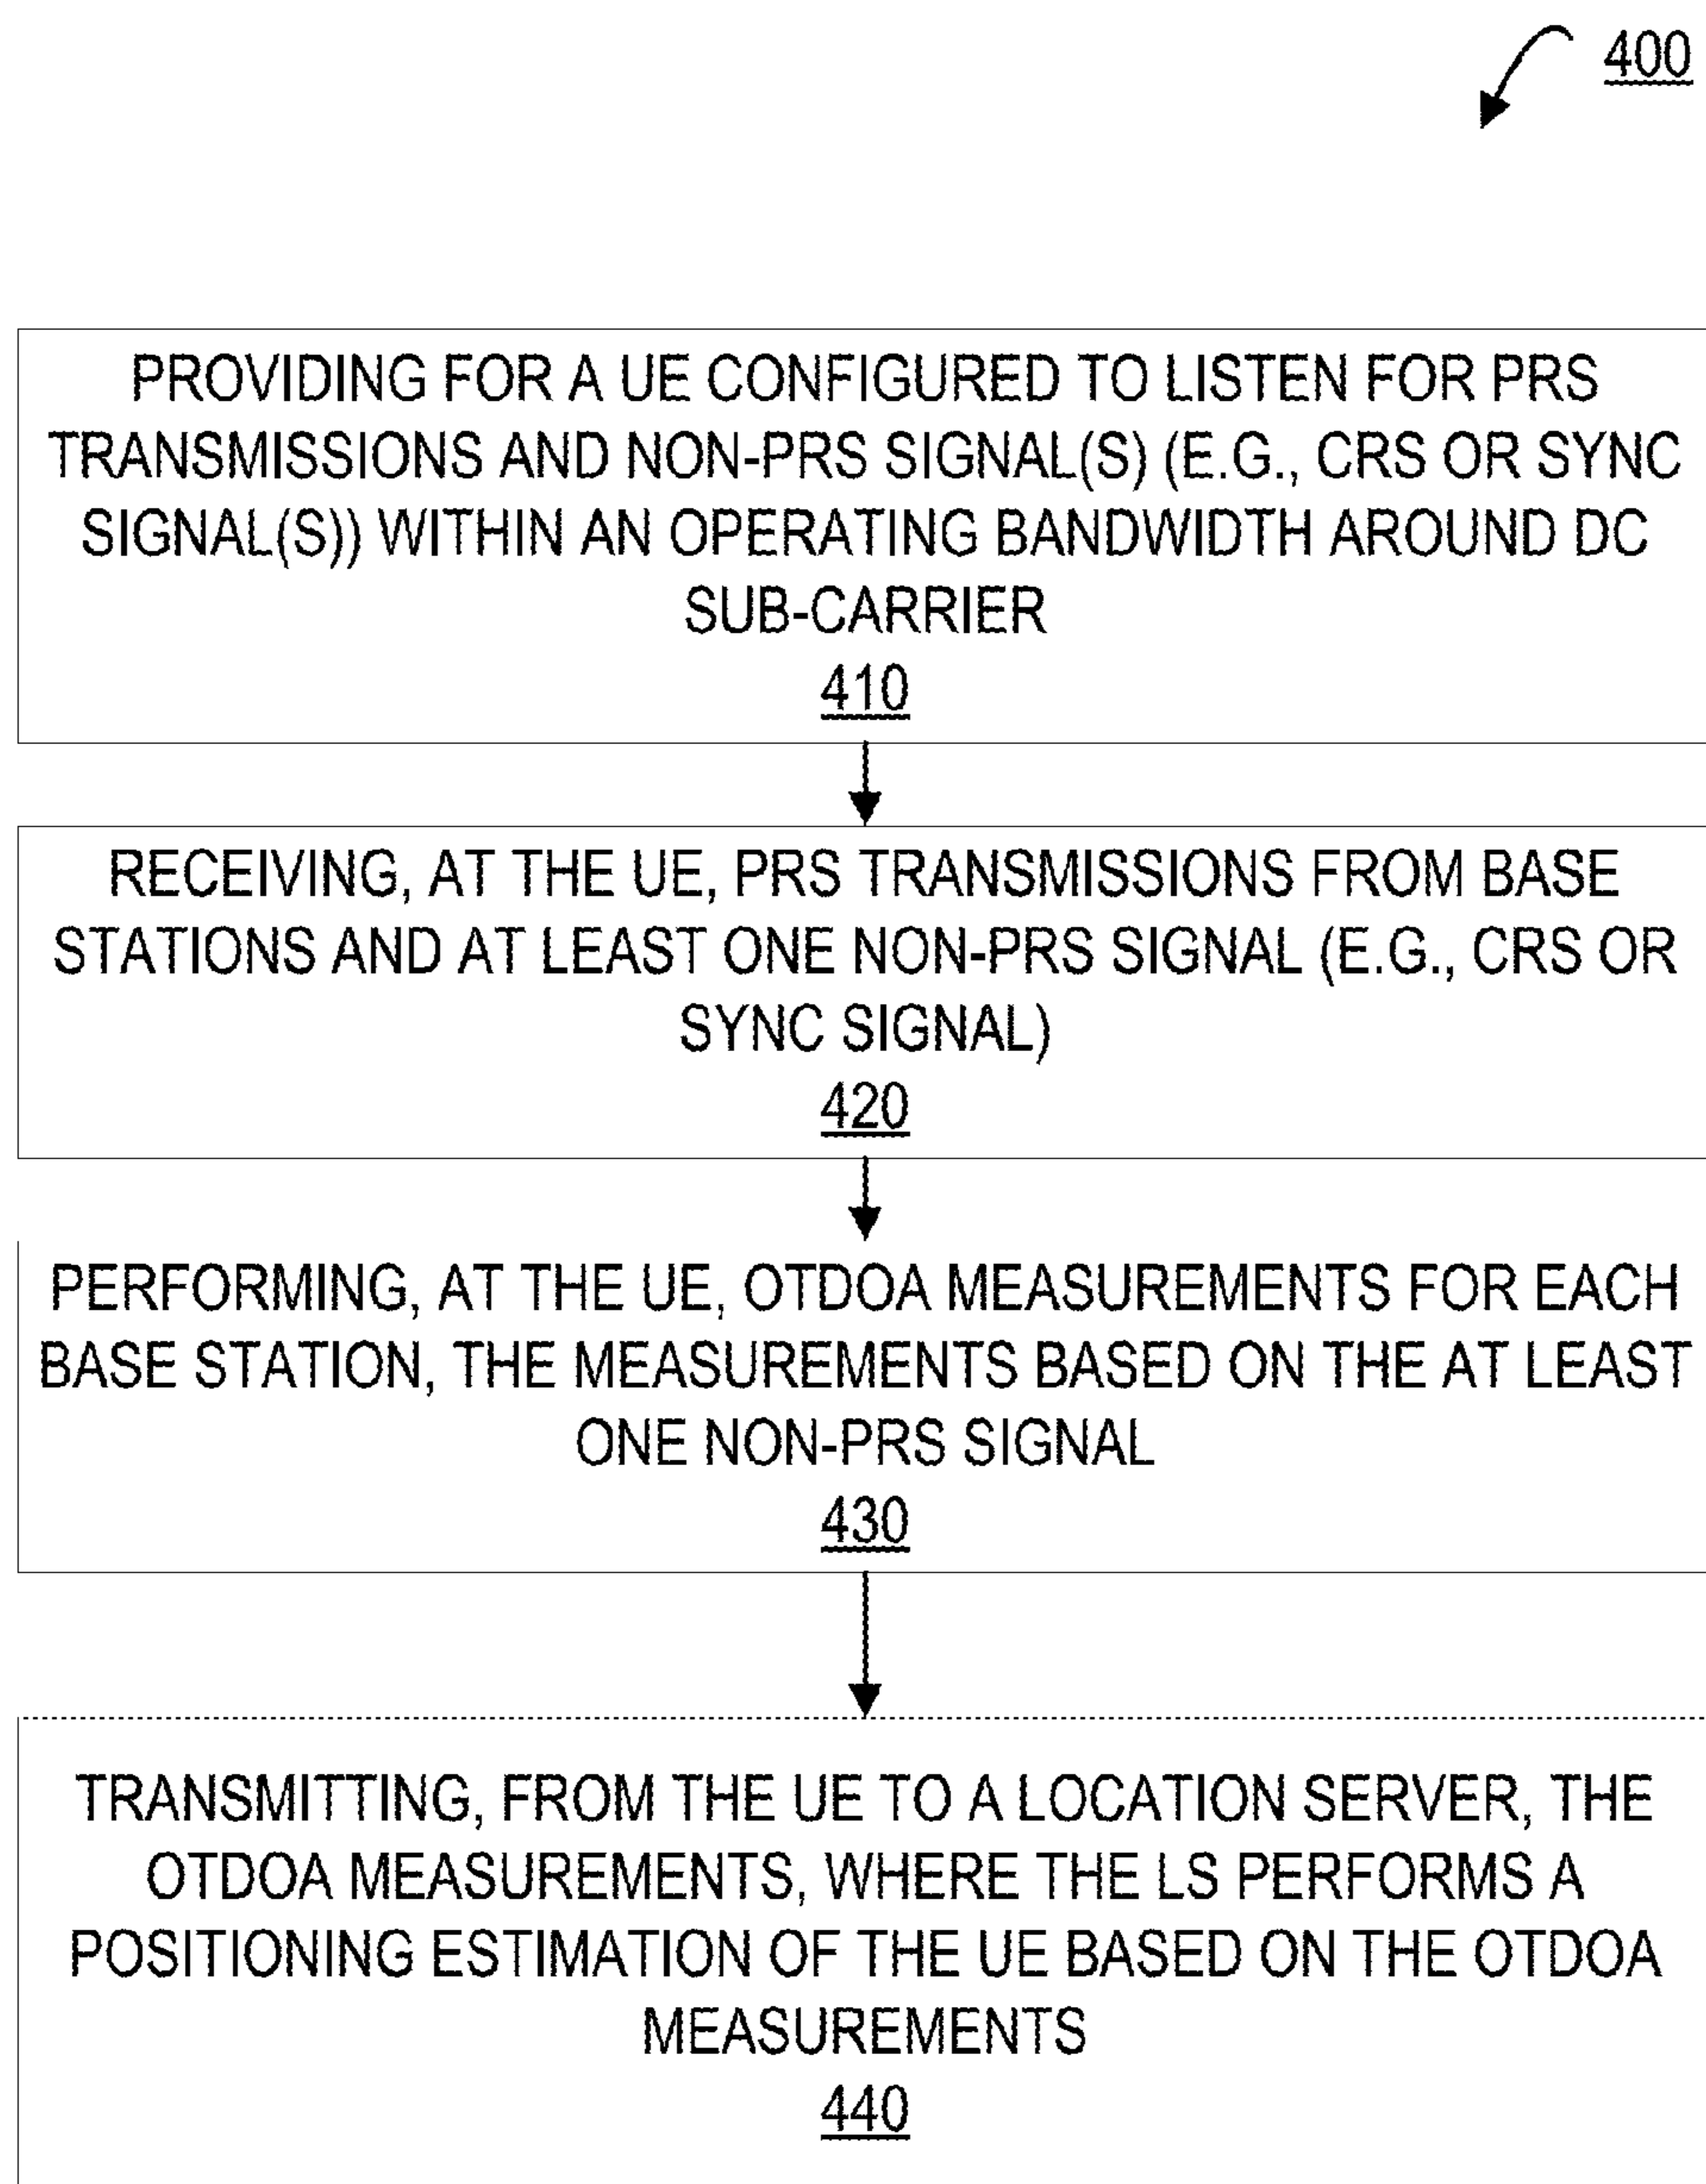 400
PROVIDING FOR A UE CONFIGURED TO LISTEN FOR PRS
TRANSMISSIONS AND NON-PRS SIGNAL(S) (E.G., CRS OR SYNC
SIGNAL(S)) WITHIN AN OPERATING BANDWIDTH AROUND DC
SUB-CARRIER
410
RECEIVING, AT THE UE, PRS TRANSMISSIONS FROM BASE
STATIONS AND AT LEAST ONE NON-PRS SIGNAL (E.G., CRS OR
SYNC SIGNAL)
420
PERFORMING, AT THE UE, OTDOA MEASUREMENTS FOR EACH
BASE STATION, THE MEASUREMENTS BASED ON THE AT LEAST
ONE NON-PRS SIGNAL
430
TRANSMITTING, FROM THE UE TO A LOCATION SERVER, THE
OTDOA MEASUREMENTS, WHERE THE LS PERFORMS A
POSITIONING ESTIMATION OF THE UE BASED ON THE OTDOA
MEASUREMENTS
440